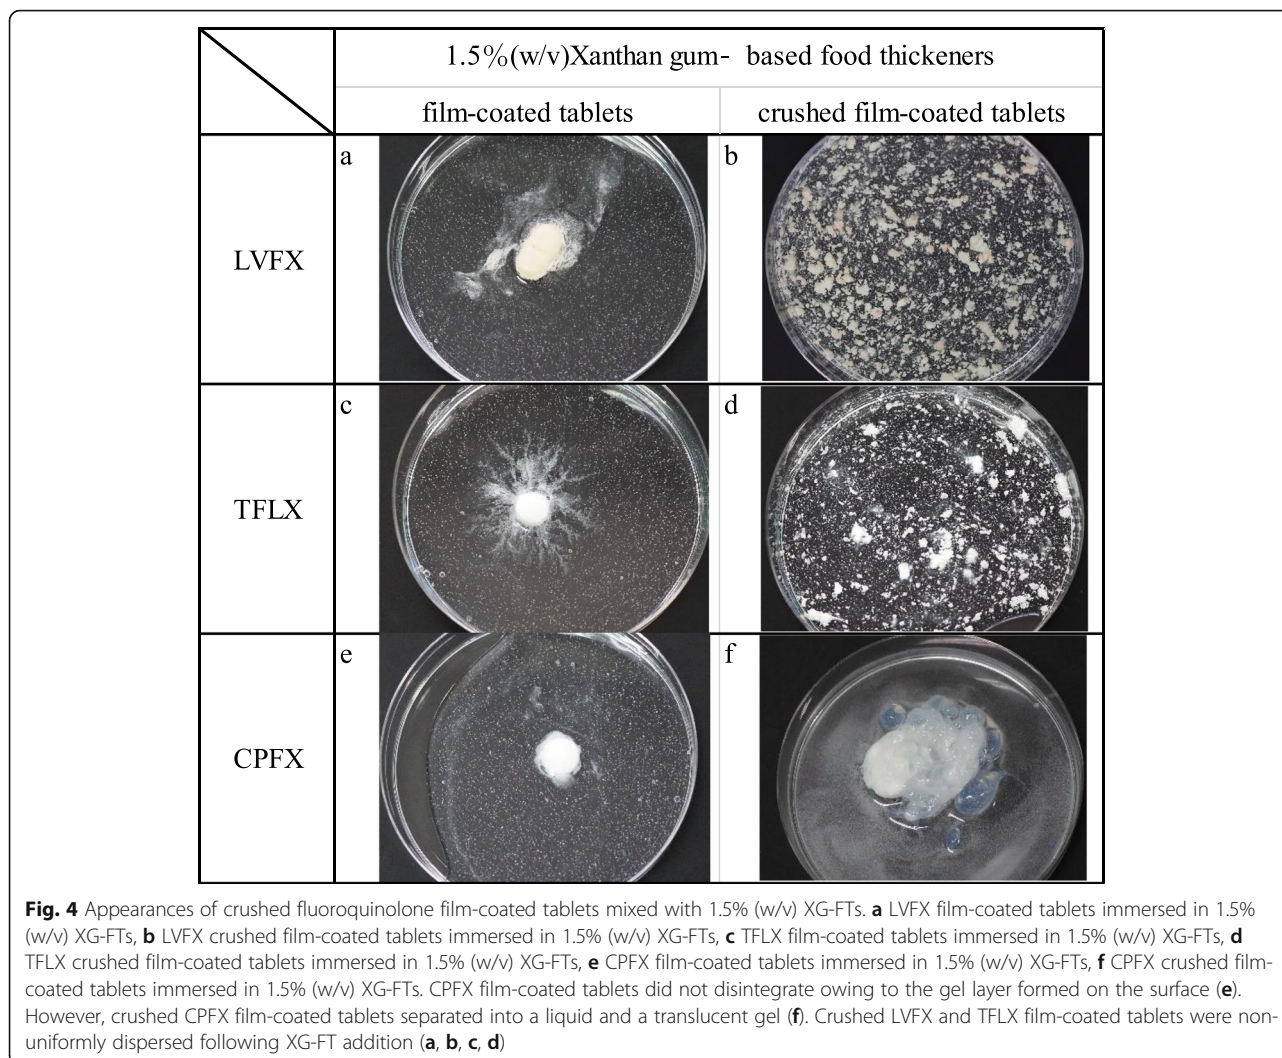 1.5%(w/v)Xanthan gum- based food thickeners
film-coated tablets crushed film-coated tablets
a b
LVFX
c d
TFLX
e f
CPFX
Fig. 4 Appearances of crushed fluoroquinolone film-coated tablets mixed with 1.5% (w/v) XG-FTs. a LVFX film-coated tablets immersed in 1.5%
(w/v) XG-FTs, b LVFX crushed film-coated tablets immersed in 1.5% (w/v) XG-FTs, c TFLX film-coated tablets immersed in 1.5% (w/v) XG-FTs, d
TFLX crushed film-coated tablets immersed in 1.5% (w/v) XG-FTs, e CPFX film-coated tablets immersed in 1.5% (w/v) XG-FTs, f CPFX crushed film-
coated tablets immersed in 1.5% (w/v) XG-FTs. CPFX film-coated tablets did not disintegrate owing to the gel layer formed on the surface (e).
However, crushed CPFX film-coated tablets separated into a liquid and a translucent gel (f). Crushed LVFX and TFLX film-coated tablets were non-
uniformly dispersed following XG-FT addition (a, b, c, d)